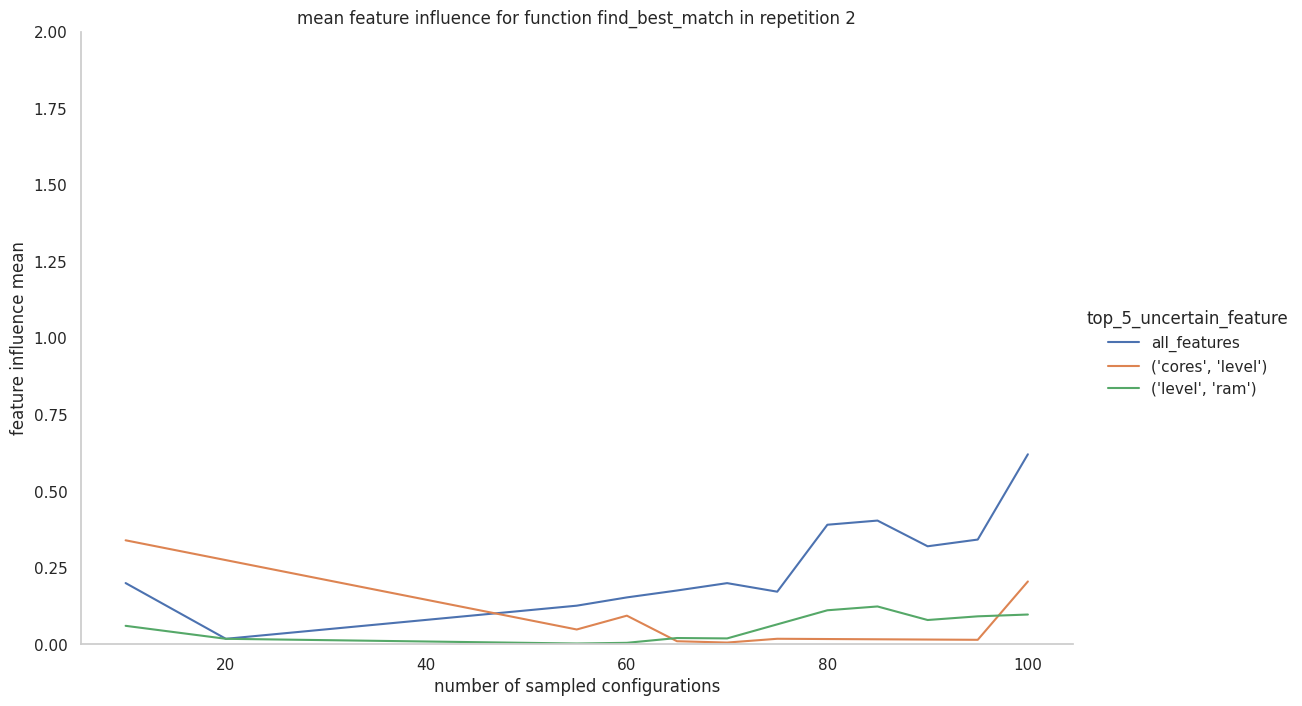 mean feature influence for function find_best_match in repetition 2
2.00
1.75
1.50
1.25
1.00
0.75
0.50
0.25
0.00
feature influence mean
20 40 60 80 100
number of sampled configurations
top_5_uncertain_feature
all_features
('cores', 'level')
('level', 'ram')